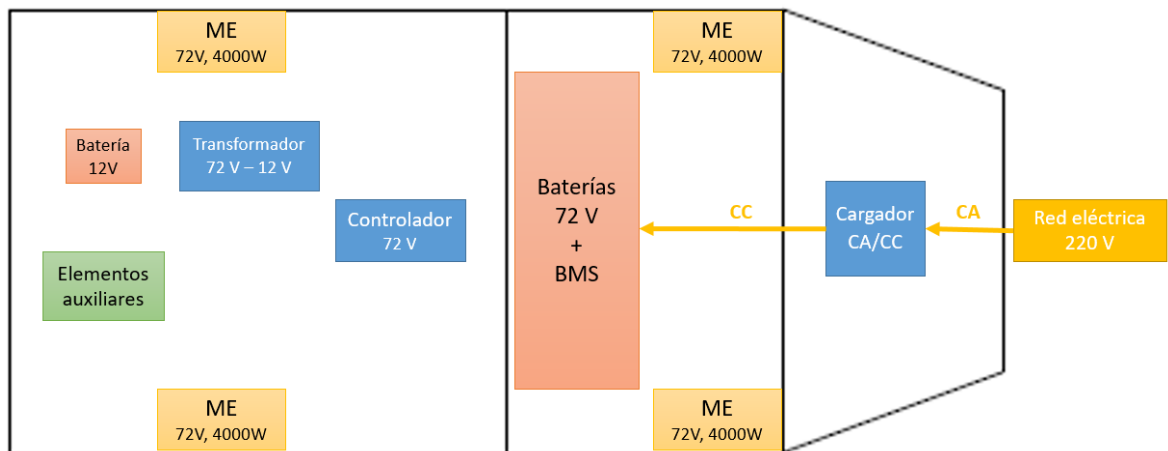 ME
72V, 4000W
ME
72V, 4000W
Batería
12V
Transformador
72 V – 12 V
Controlador
72 V
Baterías
72 V
+
BMS
CC
Cargador
CA/CC
CA
Red eléctrica
220 V
Elementos
auxiliares
ME
72V, 4000W
ME
72V, 4000W